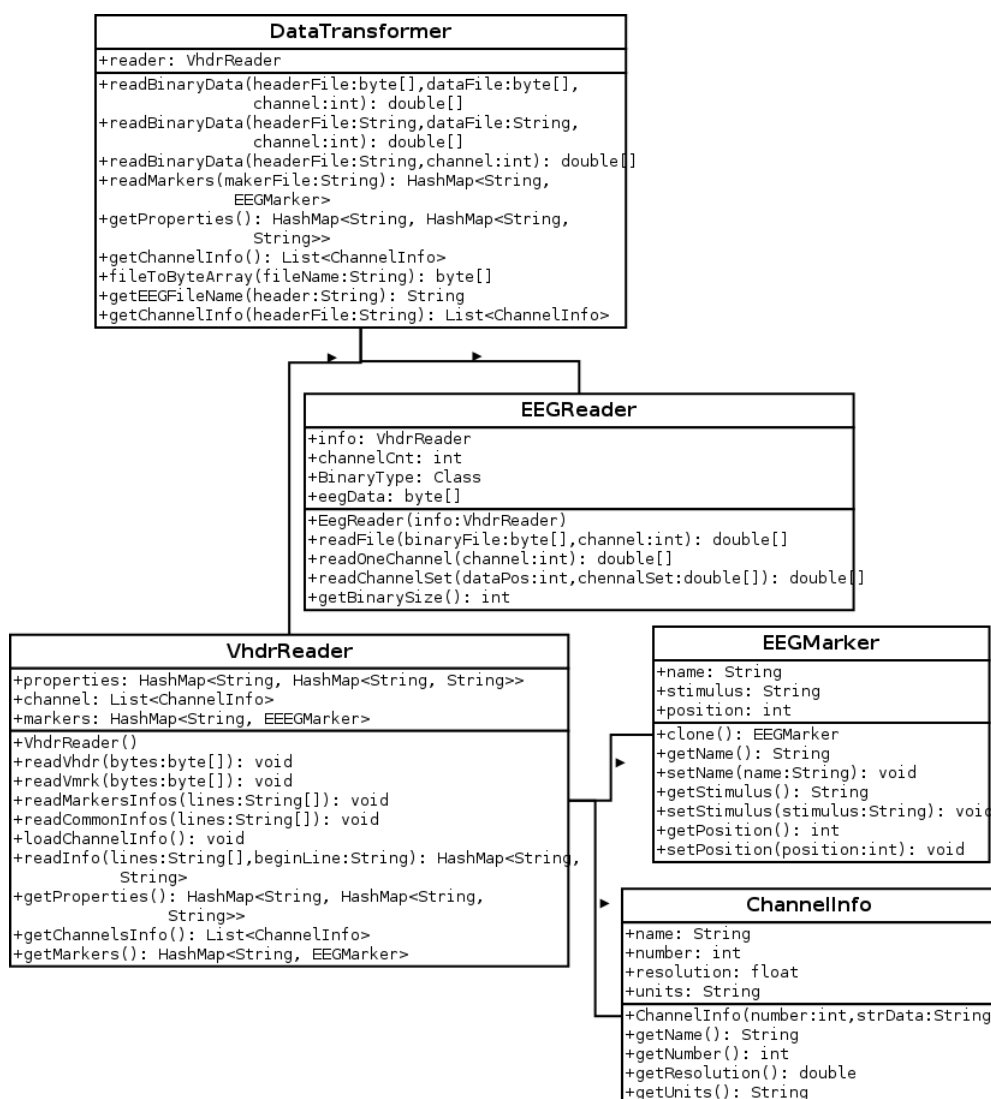 DataTransformer
+reader: VhdrReader
+readBinaryData(headerFile:byte[],dataFile:byte[],
channel:int): double[]
+readBinaryData(headerFile:String,dataFile:String,
channel:int): double[]
+readBinaryData(headerFile:String,channel:int): double[]
+readMarkers(makerFile:String): HashMap<String,
EEGMarker>
+getProperties(): HashMap<String, HashMap<String,
String>>
+getChannelInfo(): List<ChannelInfo>
+fileToByteArray(fileName:String): byte[]
+getEEGFileName(header:String): String
+getChannelInfo(headerFile:String): List<ChannelInfo>
EEGReader
+info: VhdrReader
+channelCnt: int
+BinaryType: Class
+eegData: byte[]
+EegReader(info:VhdrReader)
+readFile(binaryFile:byte[],channel:int): double[]
+readOneChannel(channel:int): double[]
+readChannelSet(dataPos:int,chennalSet:double[]): double[]
+getBinarySize(): int
VhdrReader
+properties: HashMap<String, HashMap<String, String>>
+channel: List<ChannelInfo>
+markers: HashMap<String, EEEGMarker>
+VhdrReader()
+readVhdr(bytes:byte[]): void
+readVmrk(bytes:byte[]): void
+readMarkersInfos(lines:String[]): void
+readCommonInfos(lines:String[]): void
+loadChannelInfo(): void
+readInfo(lines:String[],beginLine:String): HashMap<String,
String>
+getProperties(): HashMap<String, HashMap<String,
String>>
+getChannelsInfo(): List<ChannelInfo>
+getMarkers(): HashMap<String, EEGMarker>
EEGMarker
+name: String
+stimulus: String
+position: int
+clone(): EEGMarker
+getName(): String
+setName(name:String): void
+getStimulus(): String
+setStimulus(stimulus:String): void
+getPosition(): int
+setPosition(position:int): void
ChannelInfo
+name: String
+number: int
+resolution: float
+units: String
+ChannelInfo(number:int,strData:String
+getName(): String
+getNumber(): int
+getResolution(): double
+getUnits(): String